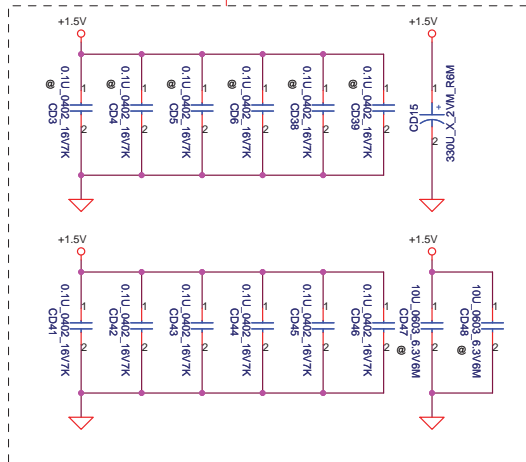 +1.5V
+1.5V
@
0.1U_0402_16V7K
CD3
1
2
@
0.1U_0402_16V7K
CD4
1
2
@
0.1U_0402_16V7K
CD5
1
2
@
0.1U_0402_16V7K
CD6
1
2
@
0.1U_0402_16V7K
CD38
1
2
@
0.1U_0402_16V7K
CD39
1
2
CD15
1
+
2
330U_X_2VM_R6M
+1.5V
+1.5V
0.1U_0402_16V7K
CD41
1
2
0.1U_0402_16V7K
CD42
1
2
0.1U_0402_16V7K
CD43
1
2
0.1U_0402_16V7K
CD44
1
2
0.1U_0402_16V7K
CD45
1
2
0.1U_0402_16V7K
CD46
1
2
10U_0603_6.3V6M
CD47
@
1
2
10U_0603_6.3V6M
CD48
@
1
2